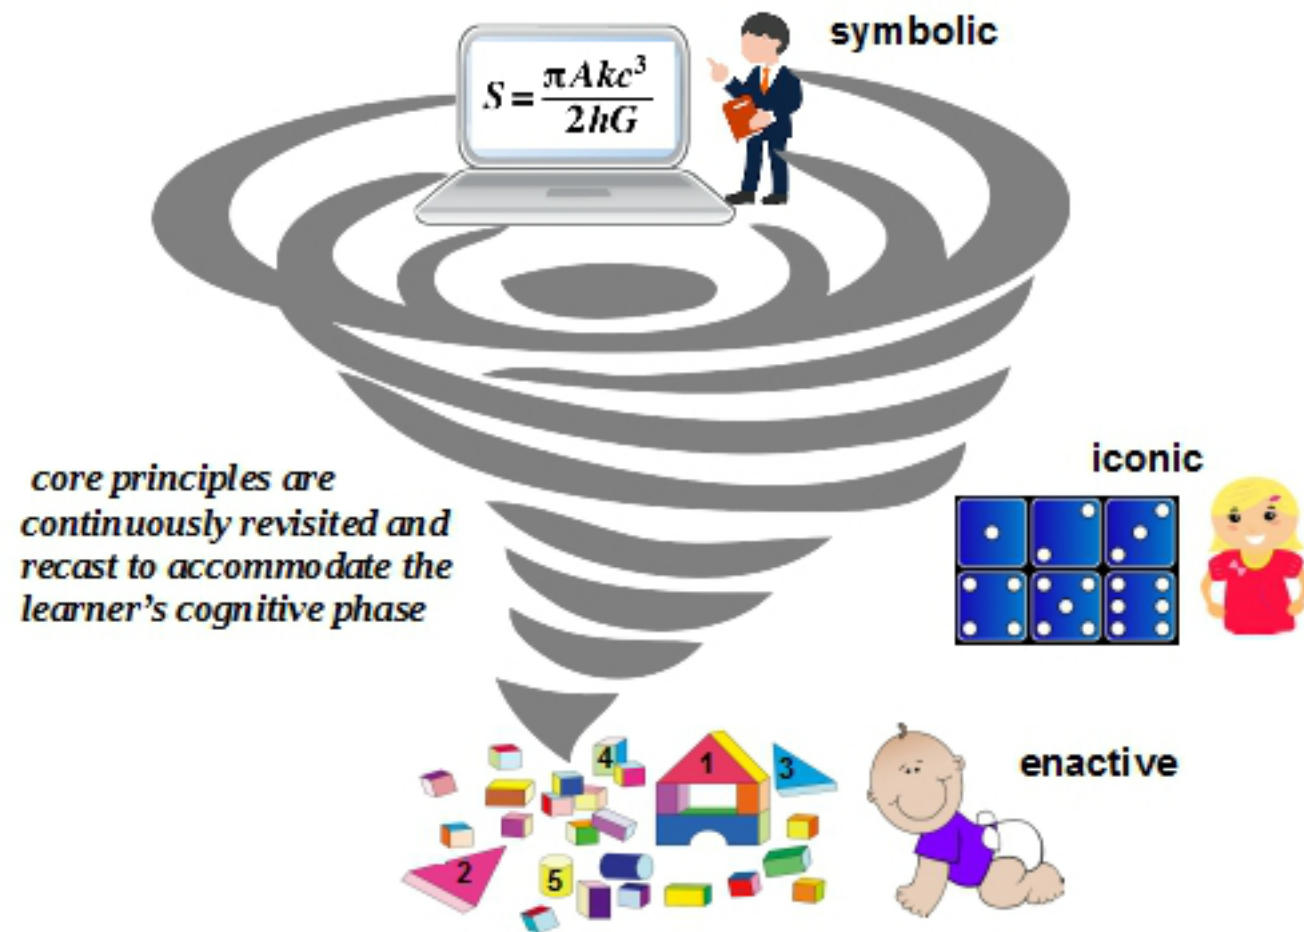 symbolic
S = πAkc³ / 2hG
iconic
core principles are
continuously revisited and
recast to accommodate the
learner's cognitive phase
enactive
4
1
3
2
5